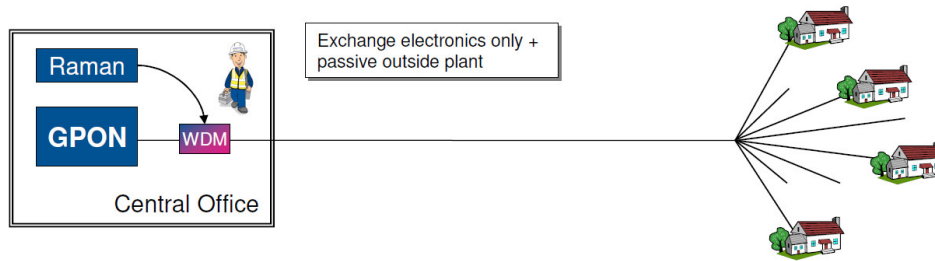 Raman
GPON
WDM
Central Office
Exchange electronics only +
passive outside plant